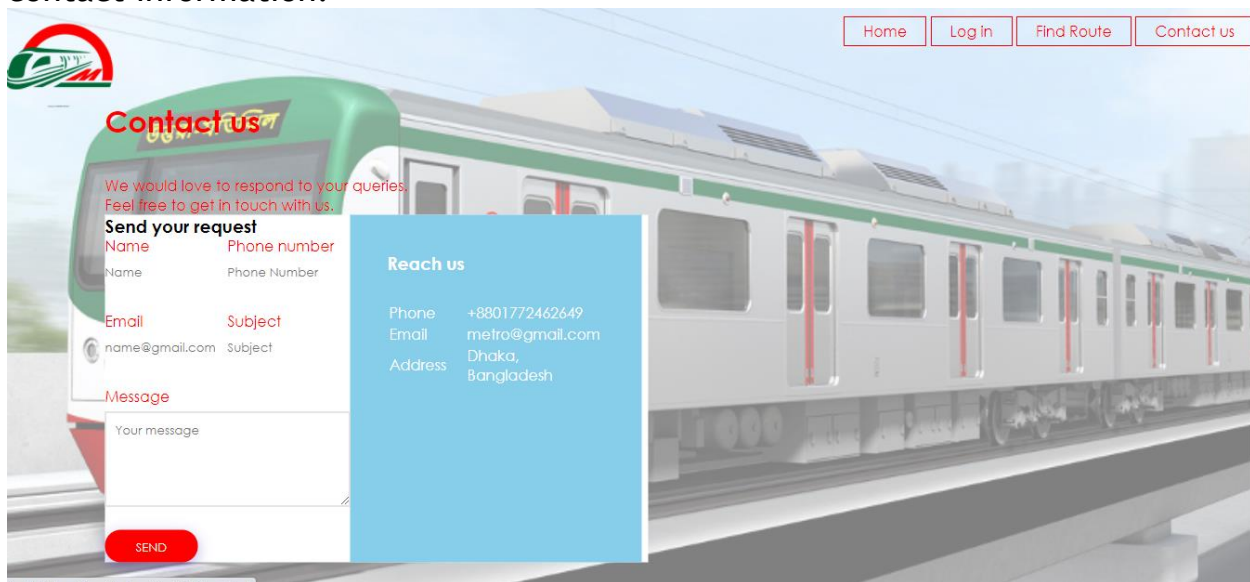 contact information.
Home Log in Find Route Contact us
Contact us
We would love to respond to your queries.
Feel free to get in touch with us.
Send your request
Name Phone number
Name Phone Number
Email Subject
name@gmail.com Subject
Message
Your message
SEND
Reach us
Phone +8801772462649
Email metro@gmail.com
Address Dhaka,
Bangladesh